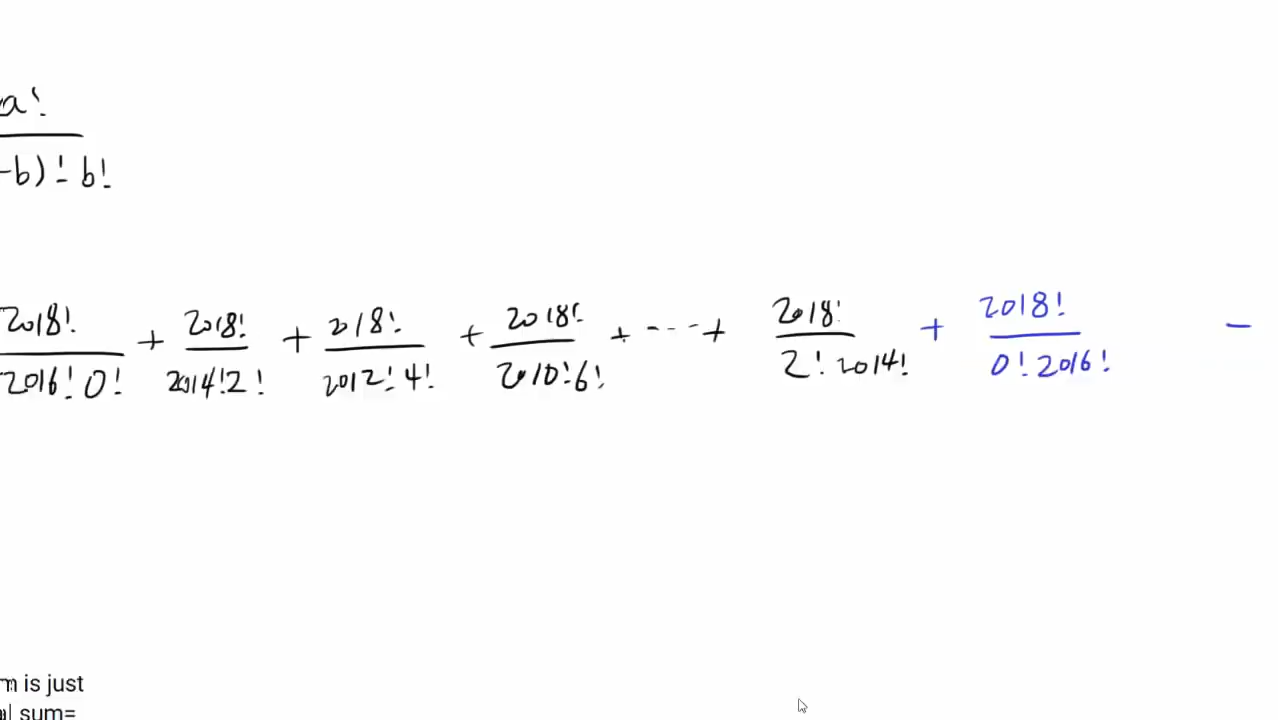 a!
-b)! b!
2018! 2018! 2018! 2018! 2018! 2018!
+ + + + --- + + -
2016! 0! 2014! 2! 2012! 4! 2010! 6! 2! 2014! 0! 2016!
is just
sum=